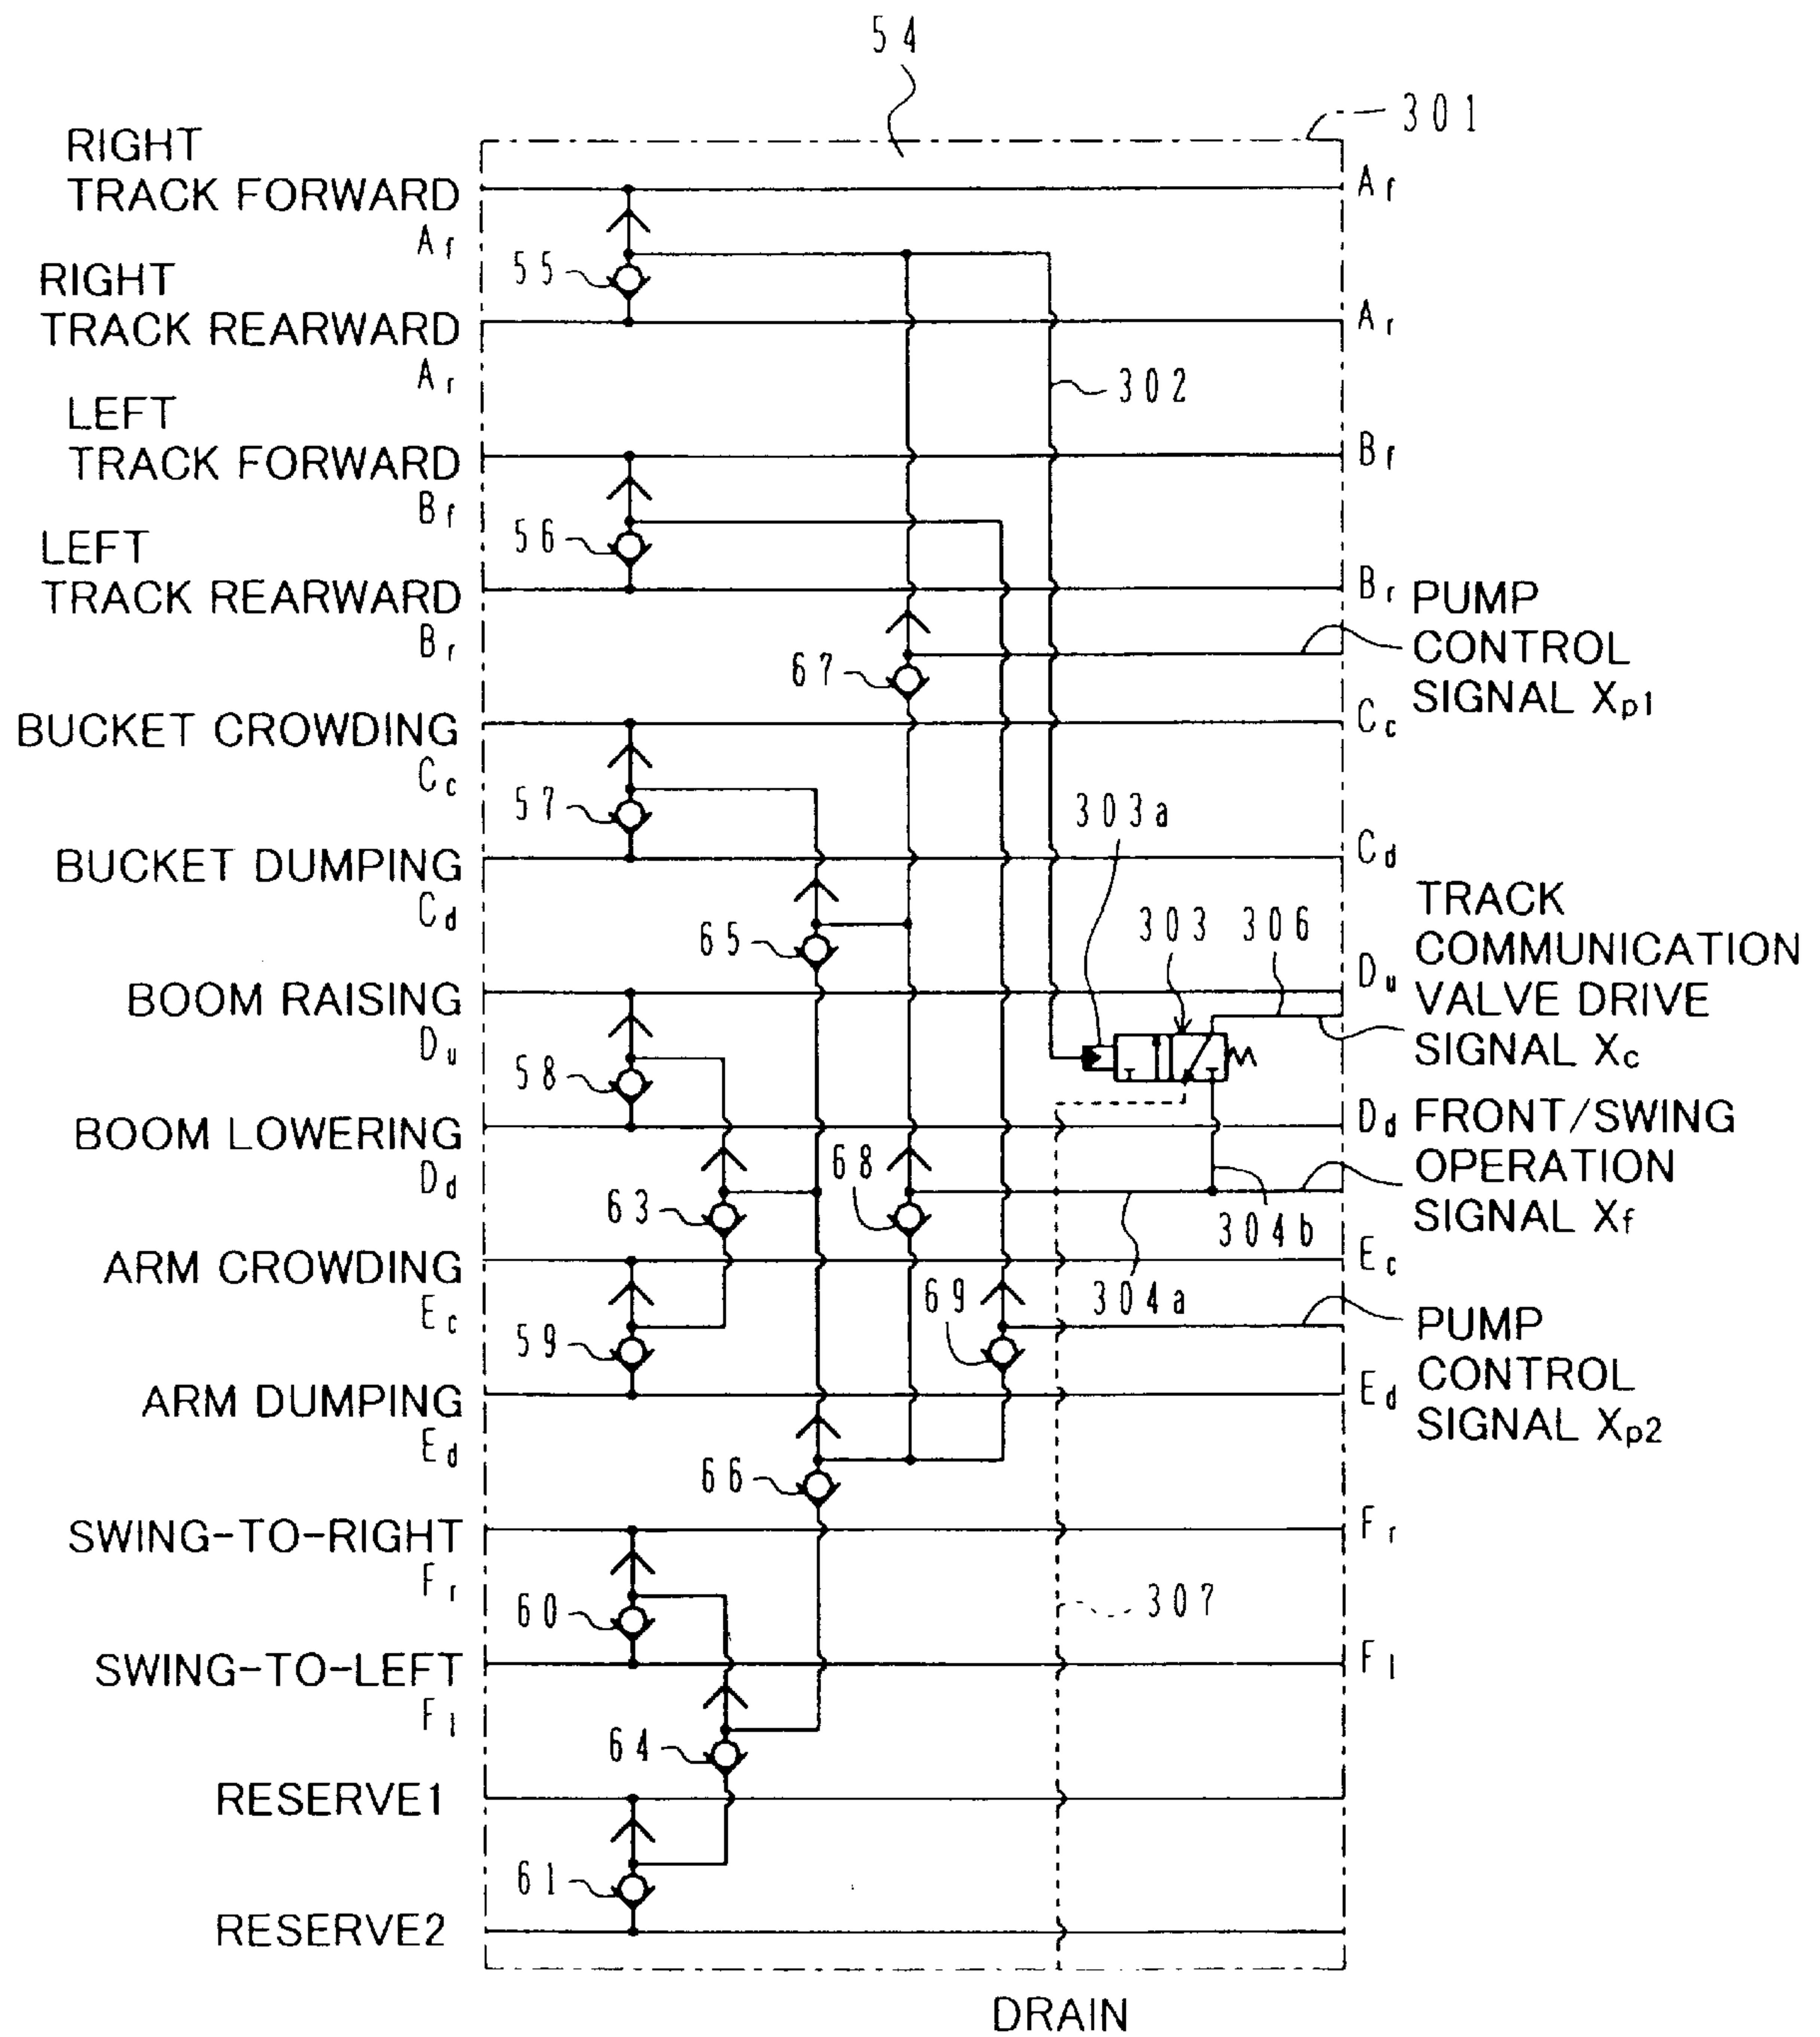 54
301
RIGHT
TRACK FORWARD
Af
Af
RIGHT
TRACK REARWARD
Ar
Ar
55
302
LEFT
TRACK FORWARD
Bf
Bf
56
LEFT
TRACK REARWARD
Br
Br
PUMP
CONTROL
SIGNAL Xp1
67
BUCKET CROWDING
Cc
Cc
57
303a
BUCKET DUMPING
Cd
Cd
65
303
306
TRACK
COMMUNICATION
VALVE DRIVE
SIGNAL Xc
BOOM RAISING
Du
Du
58
BOOM LOWERING
Dd
Dd
FRONT/SWING
OPERATION
SIGNAL Xf
63
68
304b
304a
ARM CROWDING
Ec
Ec
59
69
PUMP
CONTROL
SIGNAL Xp2
ARM DUMPING
Ed
Ed
66
SWING-TO-RIGHT
Fr
Fr
60
307
SWING-TO-LEFT
Fl
Fl
64
RESERVE1
61
RESERVE2
DRAIN